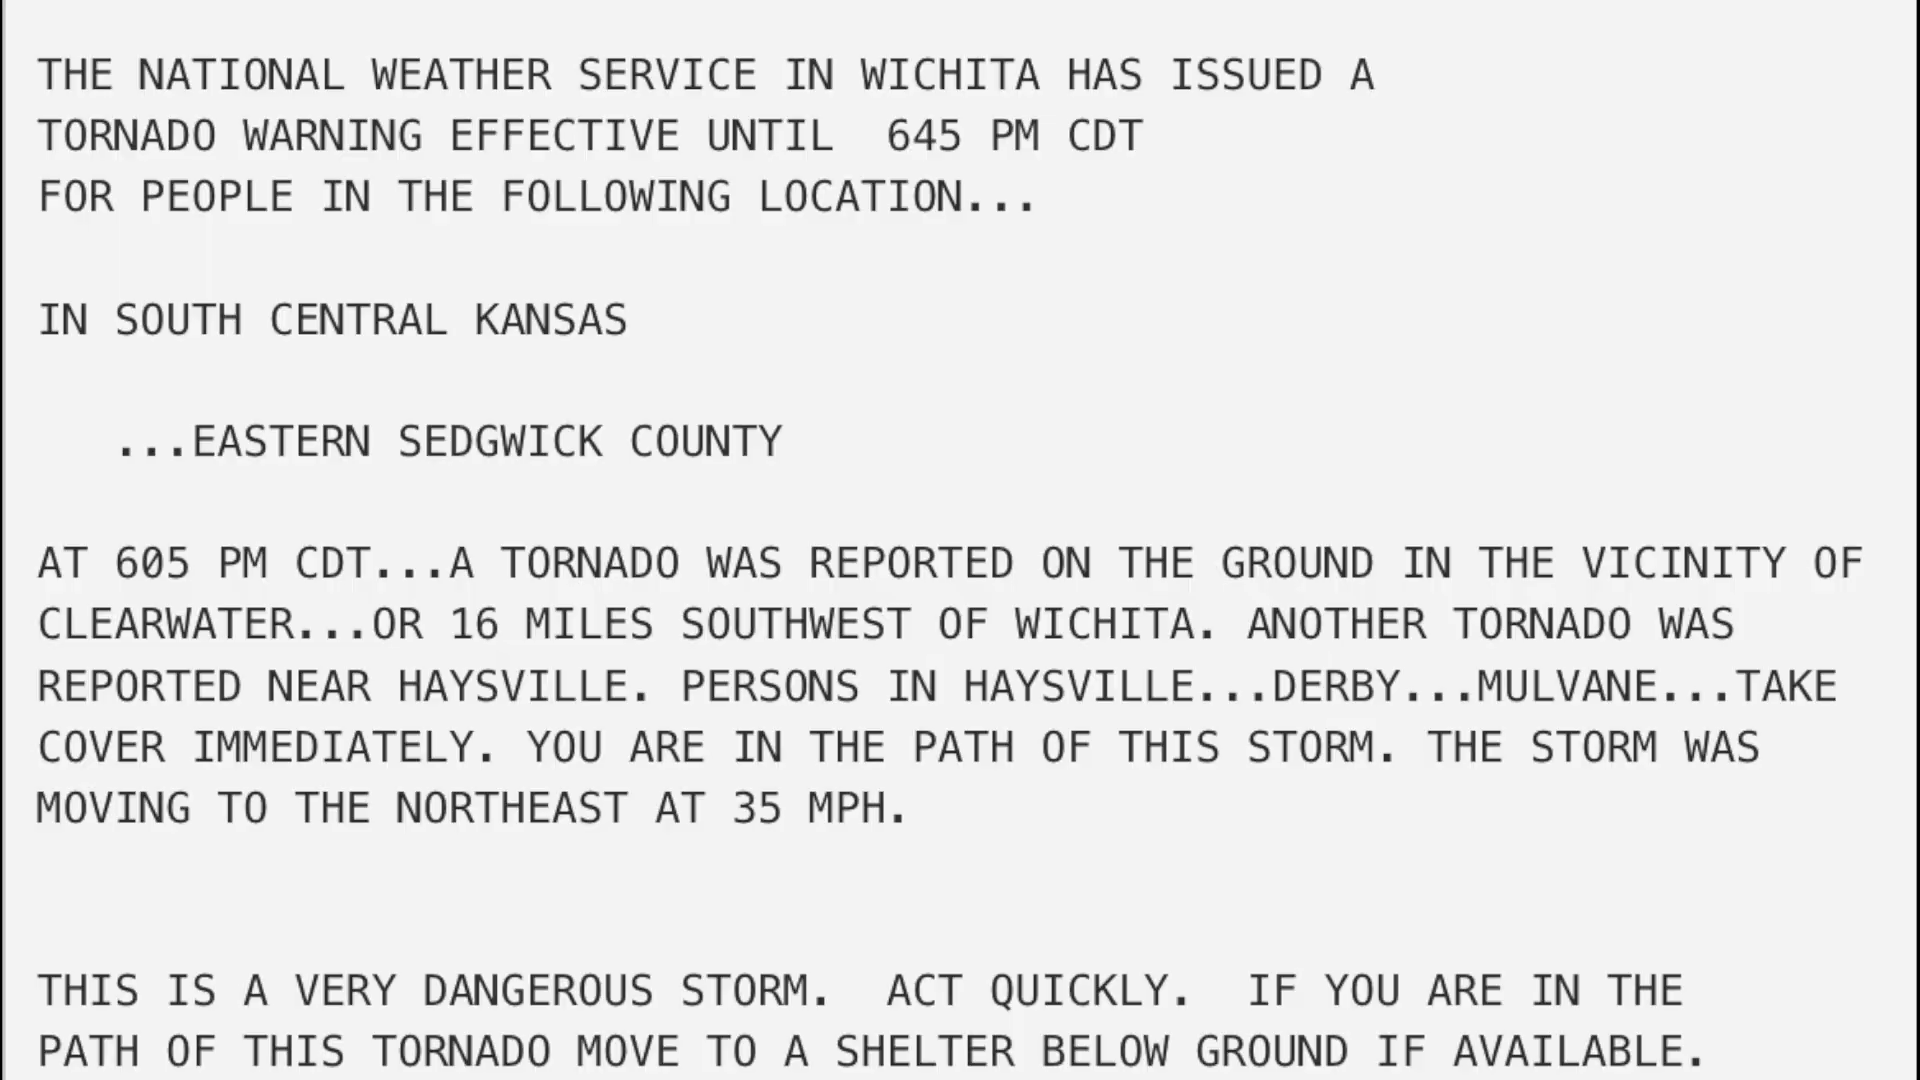 THE NATIONAL WEATHER SERVICE IN WICHITA HAS ISSUED A
TORNADO WARNING EFFECTIVE UNTIL  645 PM CDT
FOR PEOPLE IN THE FOLLOWING LOCATION...
IN SOUTH CENTRAL KANSAS
...EASTERN SEDGWICK COUNTY
AT 605 PM CDT...A TORNADO WAS REPORTED ON THE GROUND IN THE VICINITY OF
CLEARWATER...OR 16 MILES SOUTHWEST OF WICHITA. ANOTHER TORNADO WAS
REPORTED NEAR HAYSVILLE. PERSONS IN HAYSVILLE...DERBY...MULVANE...TAKE
COVER IMMEDIATELY. YOU ARE IN THE PATH OF THIS STORM. THE STORM WAS
MOVING TO THE NORTHEAST AT 35 MPH.
THIS IS A VERY DANGEROUS STORM.  ACT QUICKLY.  IF YOU ARE IN THE
PATH OF THIS TORNADO MOVE TO A SHELTER BELOW GROUND IF AVAILABLE.